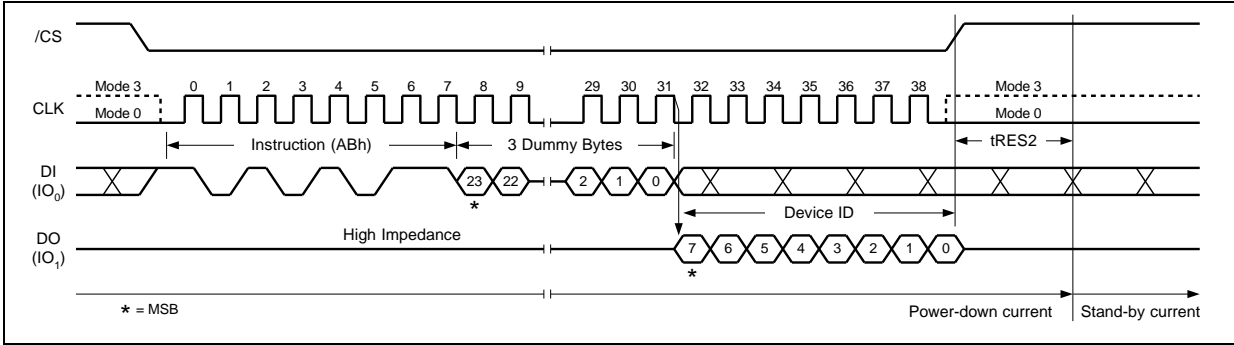 /CS
Mode 3 0 1 2 3 4 5 6 7 8 9 29 30 31 32 33 34 35 36 37 38 Mode 3
CLK
Mode 0 Mode 0
Instruction (ABh) 3 Dummy Bytes tRES2
DI
(IO0)
23 22 2 1 0
*
Device ID
High Impedance
DO
(IO1)
7 6 5 4 3 2 1 0
*
* = MSB
Power-down current Stand-by current